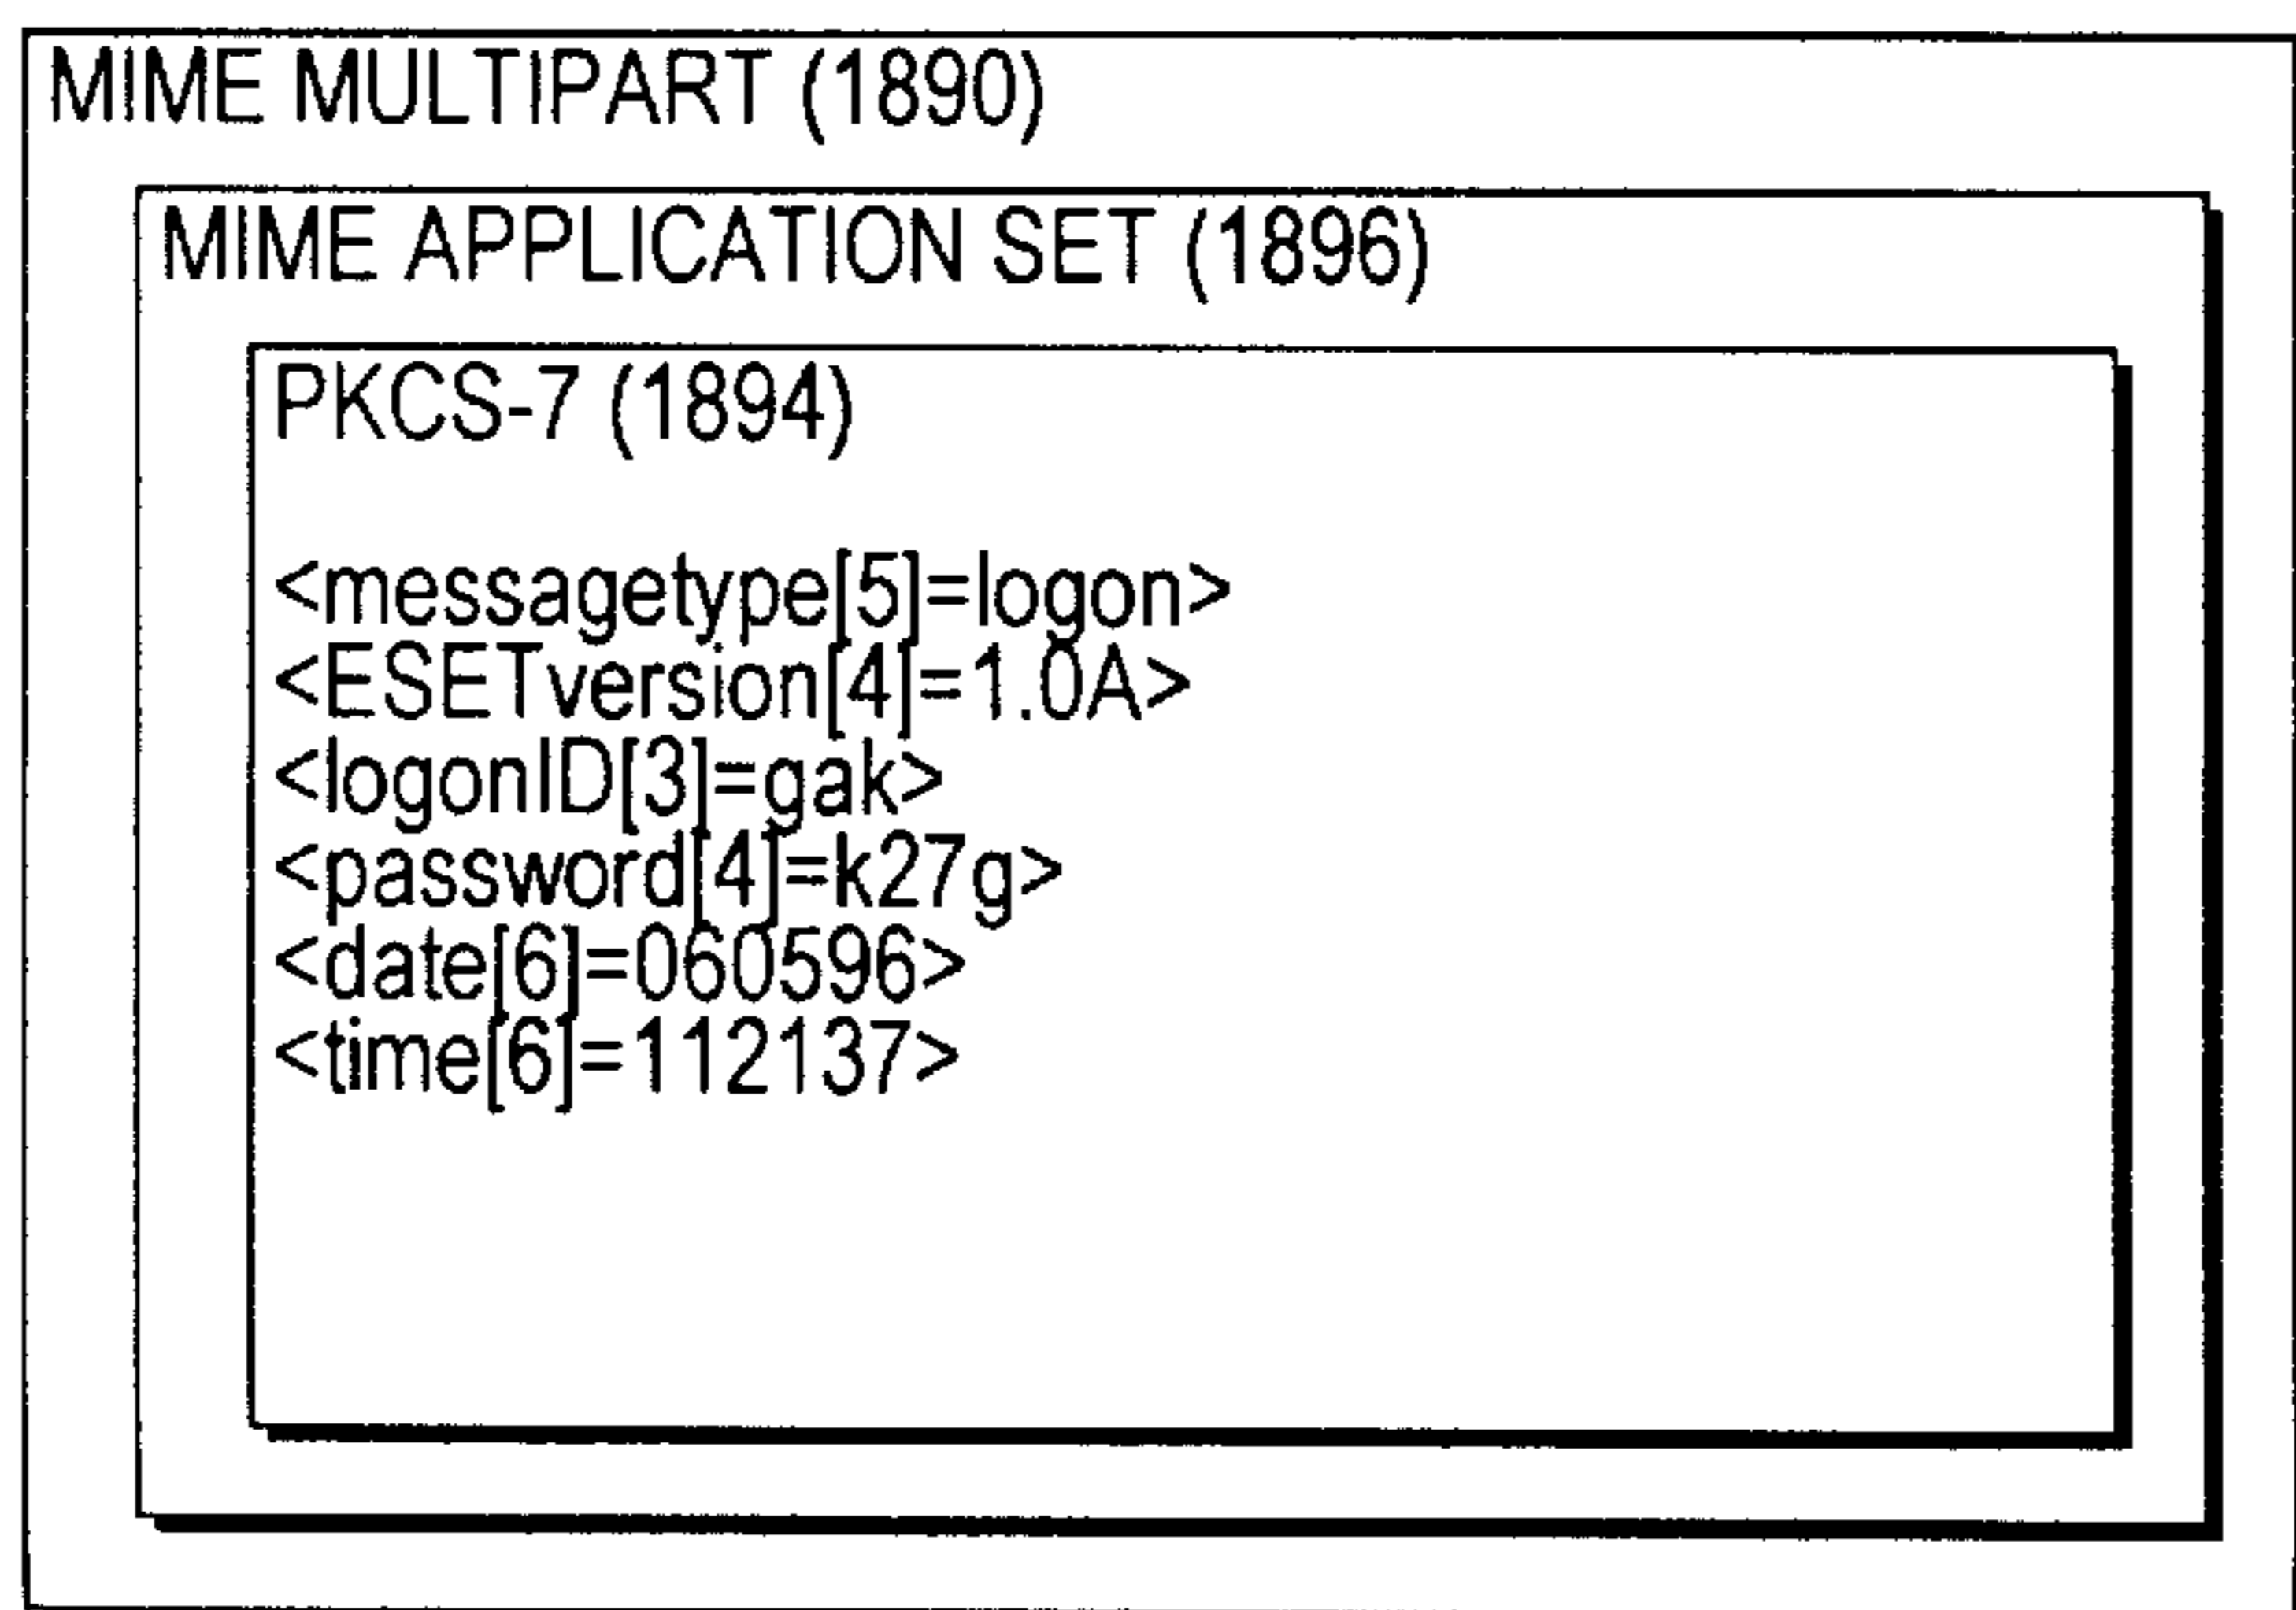 MIME MULTIPART (1890)
MIME APPLICATION SET (1896)
PKCS-7 (1894)
<messagetype[5]=logon>
<ESETversion[4]=1.0A>
<logonID[3]=gak>
<password[4]=k27g>
<date[6]=060596>
<time[6]=112137>